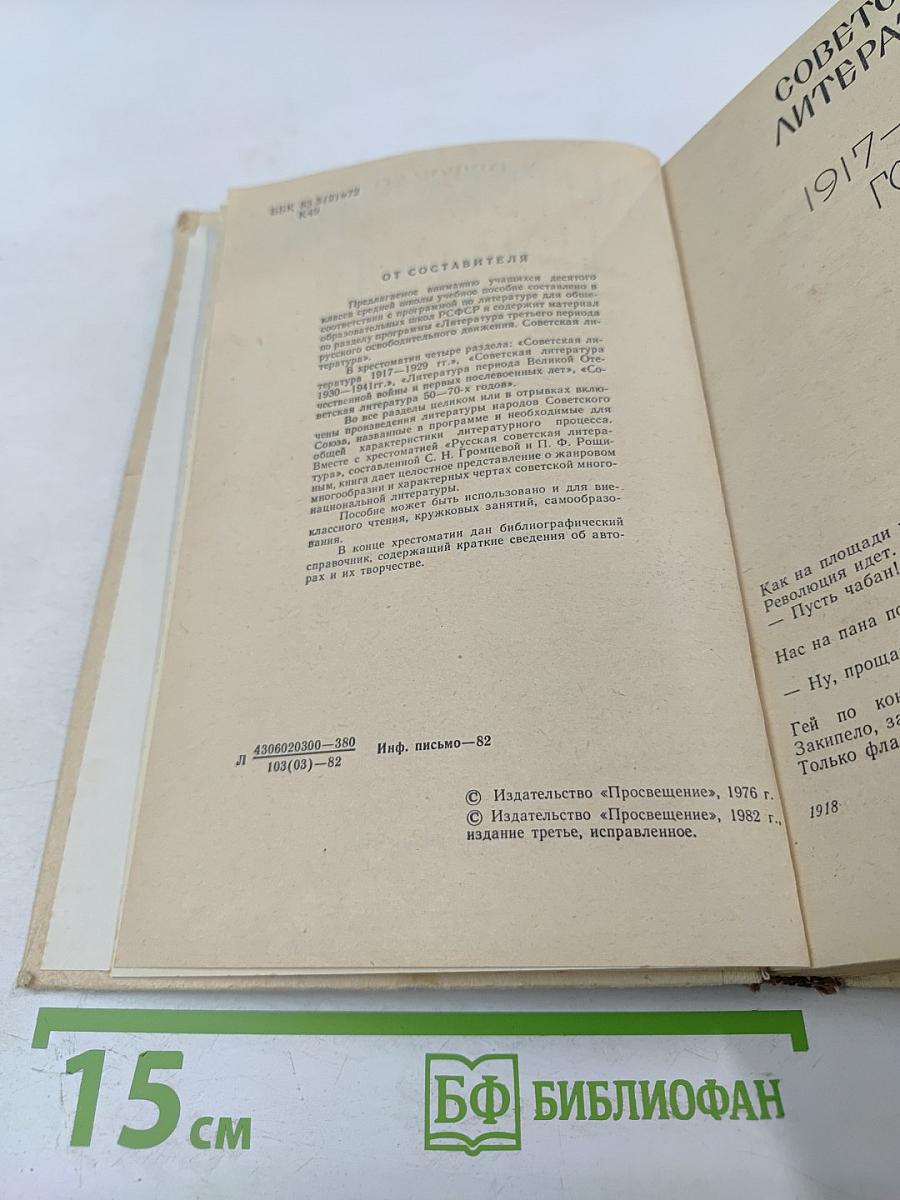 ББК 83.3(2)+72
К49
ОТ СОСТАВИТЕЛЯ
Предлагаемое вниманию учащихся десятого
класса средней школы учебное пособие составлено в
соответствии с программой по литературе для обще-
образовательных школ РСФСР и содержит материал
по разделу программы «Литература третьего периода
русского освободительного движения. Советская ли-
тература».
В хрестоматии четыре раздела: «Советская ли-
тература 1917—1929 гг.», «Советская литература
1930—1941гг.», «Литература периода Великой Оте-
чественной войны и первых послевоенных лет», «Со-
ветская литература 50—70-х годов».
Во все разделы целиком или в отрывках вклю-
чены произведения литературы народов Советского
Союза, названные в программе и необходимые для
общей характеристики литературного процесса.
Вместе с хрестоматией «Русская советская литера-
тура», составленной С. Н. Громцевой и П. Ф. Рощи-
ным, книга дает целостное представление о жанровом
многообразии и характерных чертах советской много-
национальной литературы.
Пособие может быть использовано и для вне-
классного чтения, кружковых занятий, самообразо-
вания.
В конце хрестоматии дан библиографический
справочник, содержащий краткие сведения об авто-
рах и их творчестве.
Л 4306020300—380
103(03)—82 Инф. письмо—82
© Издательство «Просвещение», 1976 г.
© Издательство «Просвещение», 1982 г.,
издание третье, исправленное.
СОВЕТС
ЛИТЕРА
1917—
ГО
Как на площади
Революция идет.
— Пусть чабан!
Нас на пана по
— Ну, проща
Гей по кон
Закипело, за
Только фла
1918
15 см
БФ БИБЛИОФАН